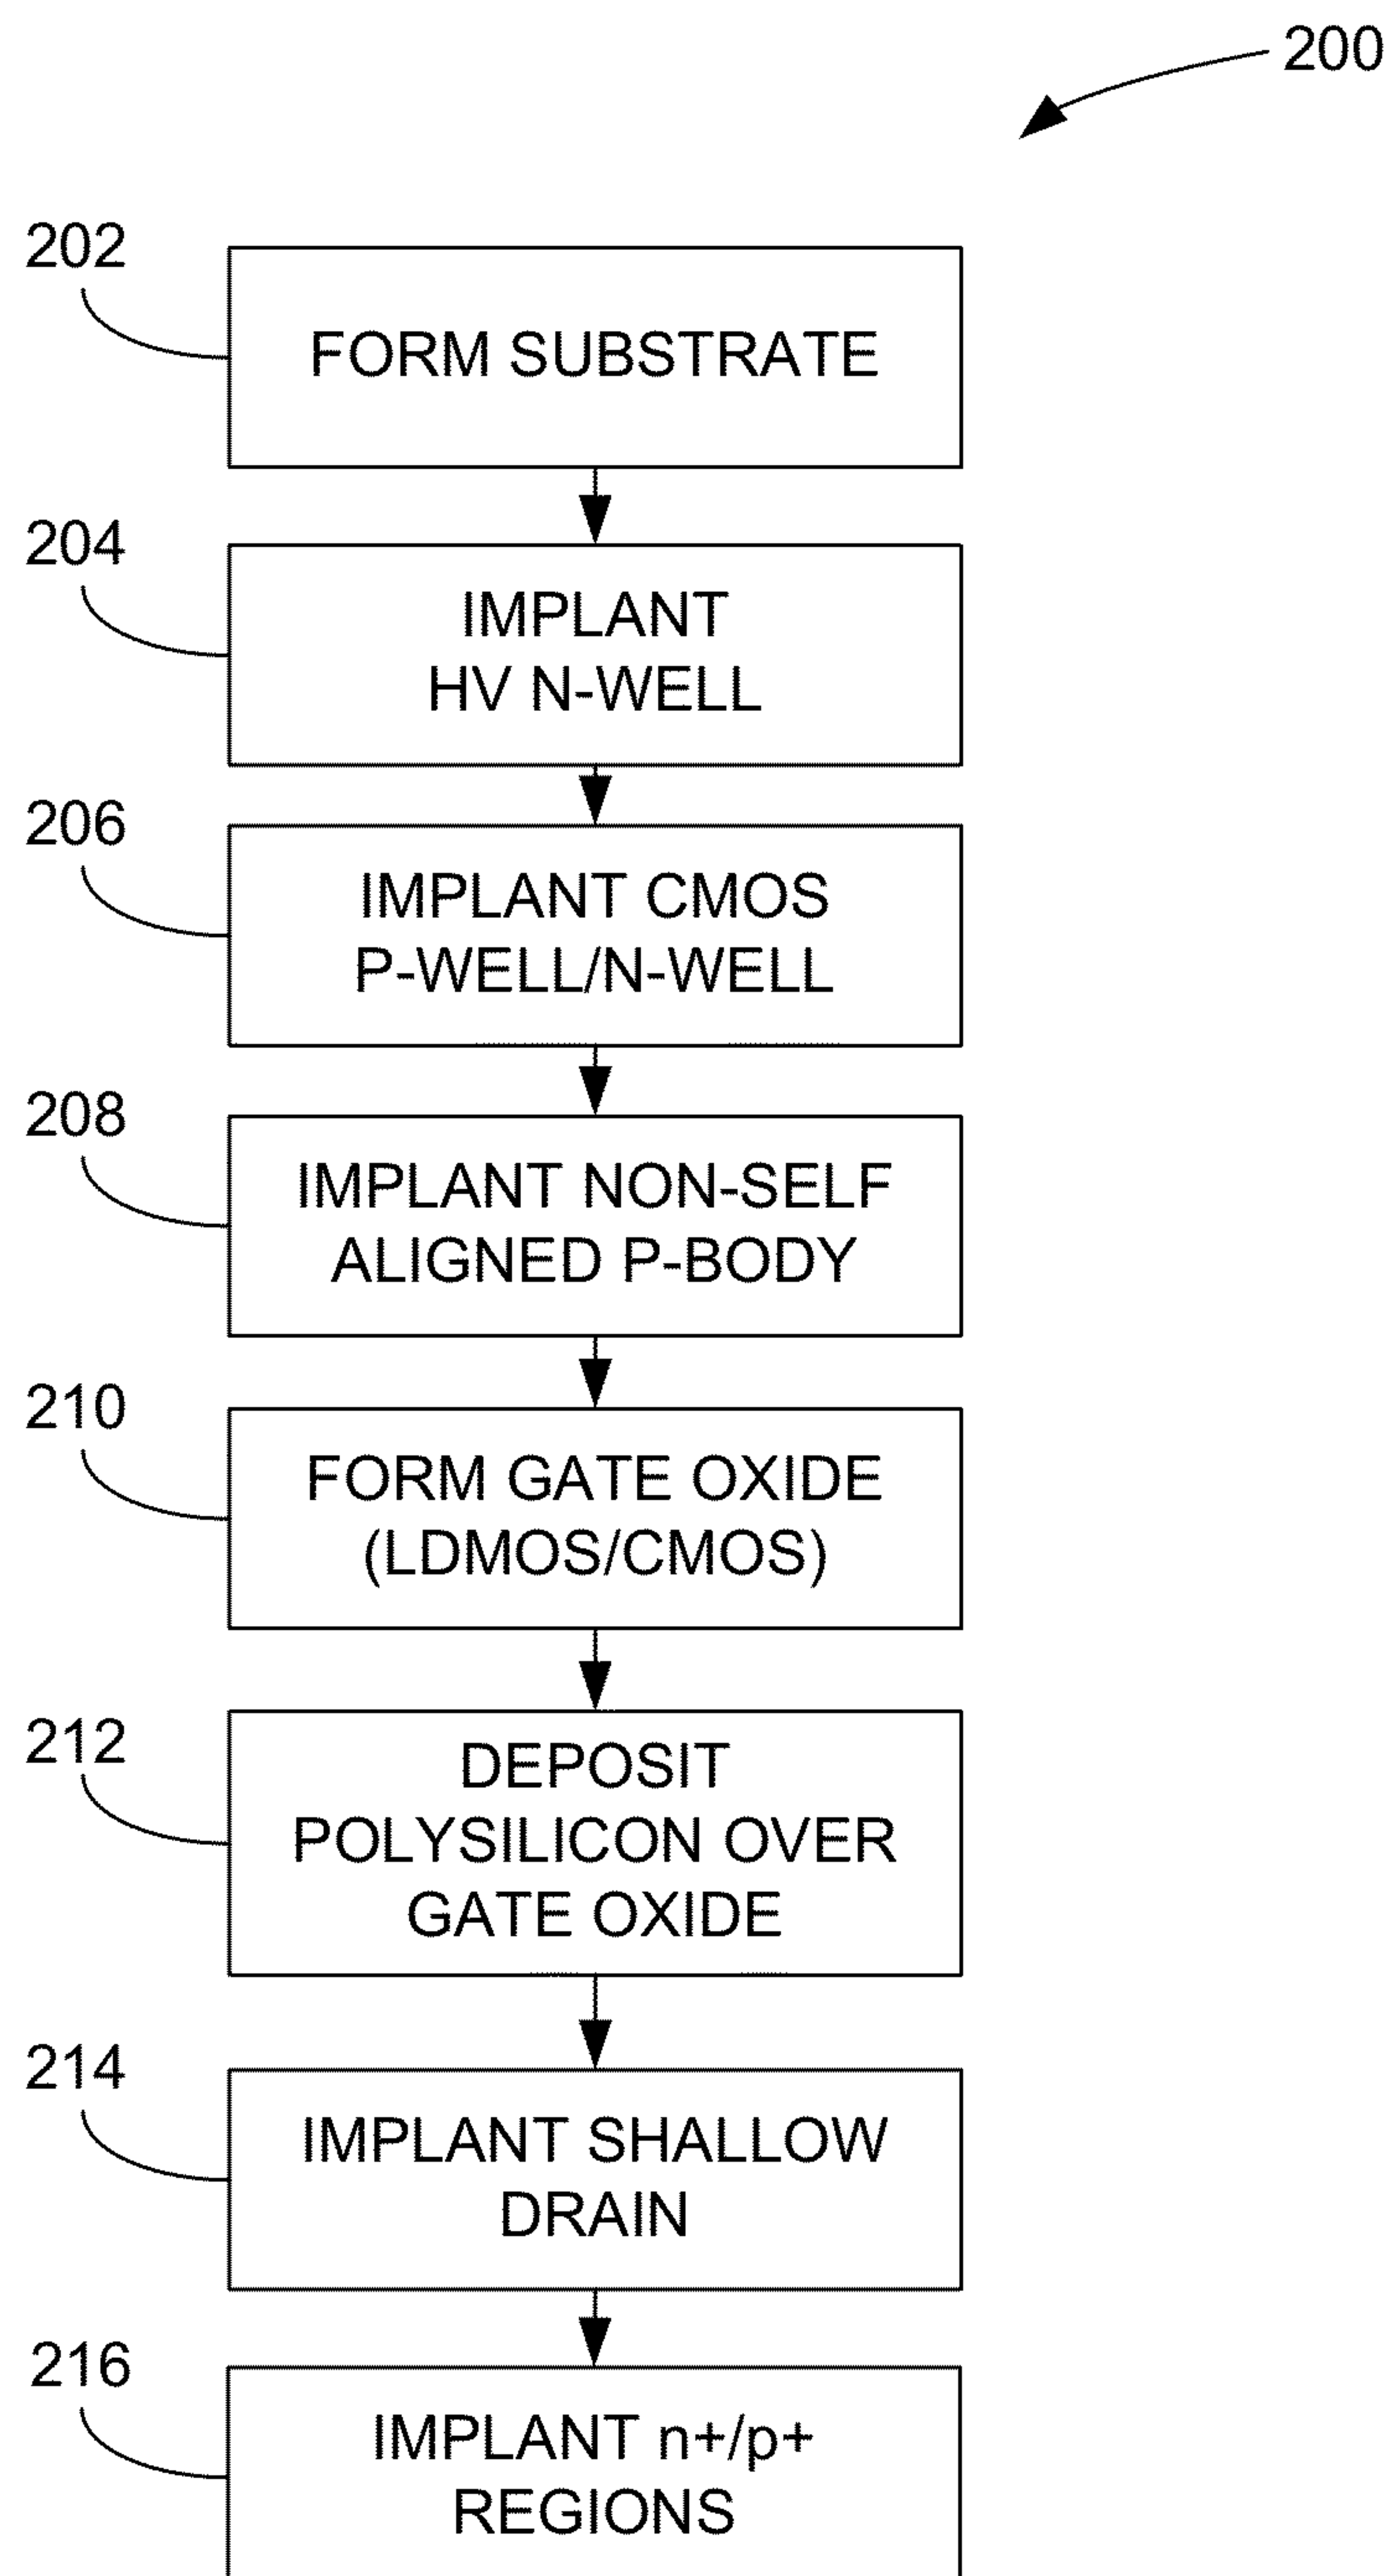 200
202
FORM SUBSTRATE
204
IMPLANT
HV N-WELL
206
IMPLANT CMOS
P-WELL/N-WELL
208
IMPLANT NON-SELF
ALIGNED P-BODY
210
FORM GATE OXIDE
(LDMOS/CMOS)
212
DEPOSIT
POLYSILICON OVER
GATE OXIDE
214
IMPLANT SHALLOW
DRAIN
216
IMPLANT n+/p+
REGIONS